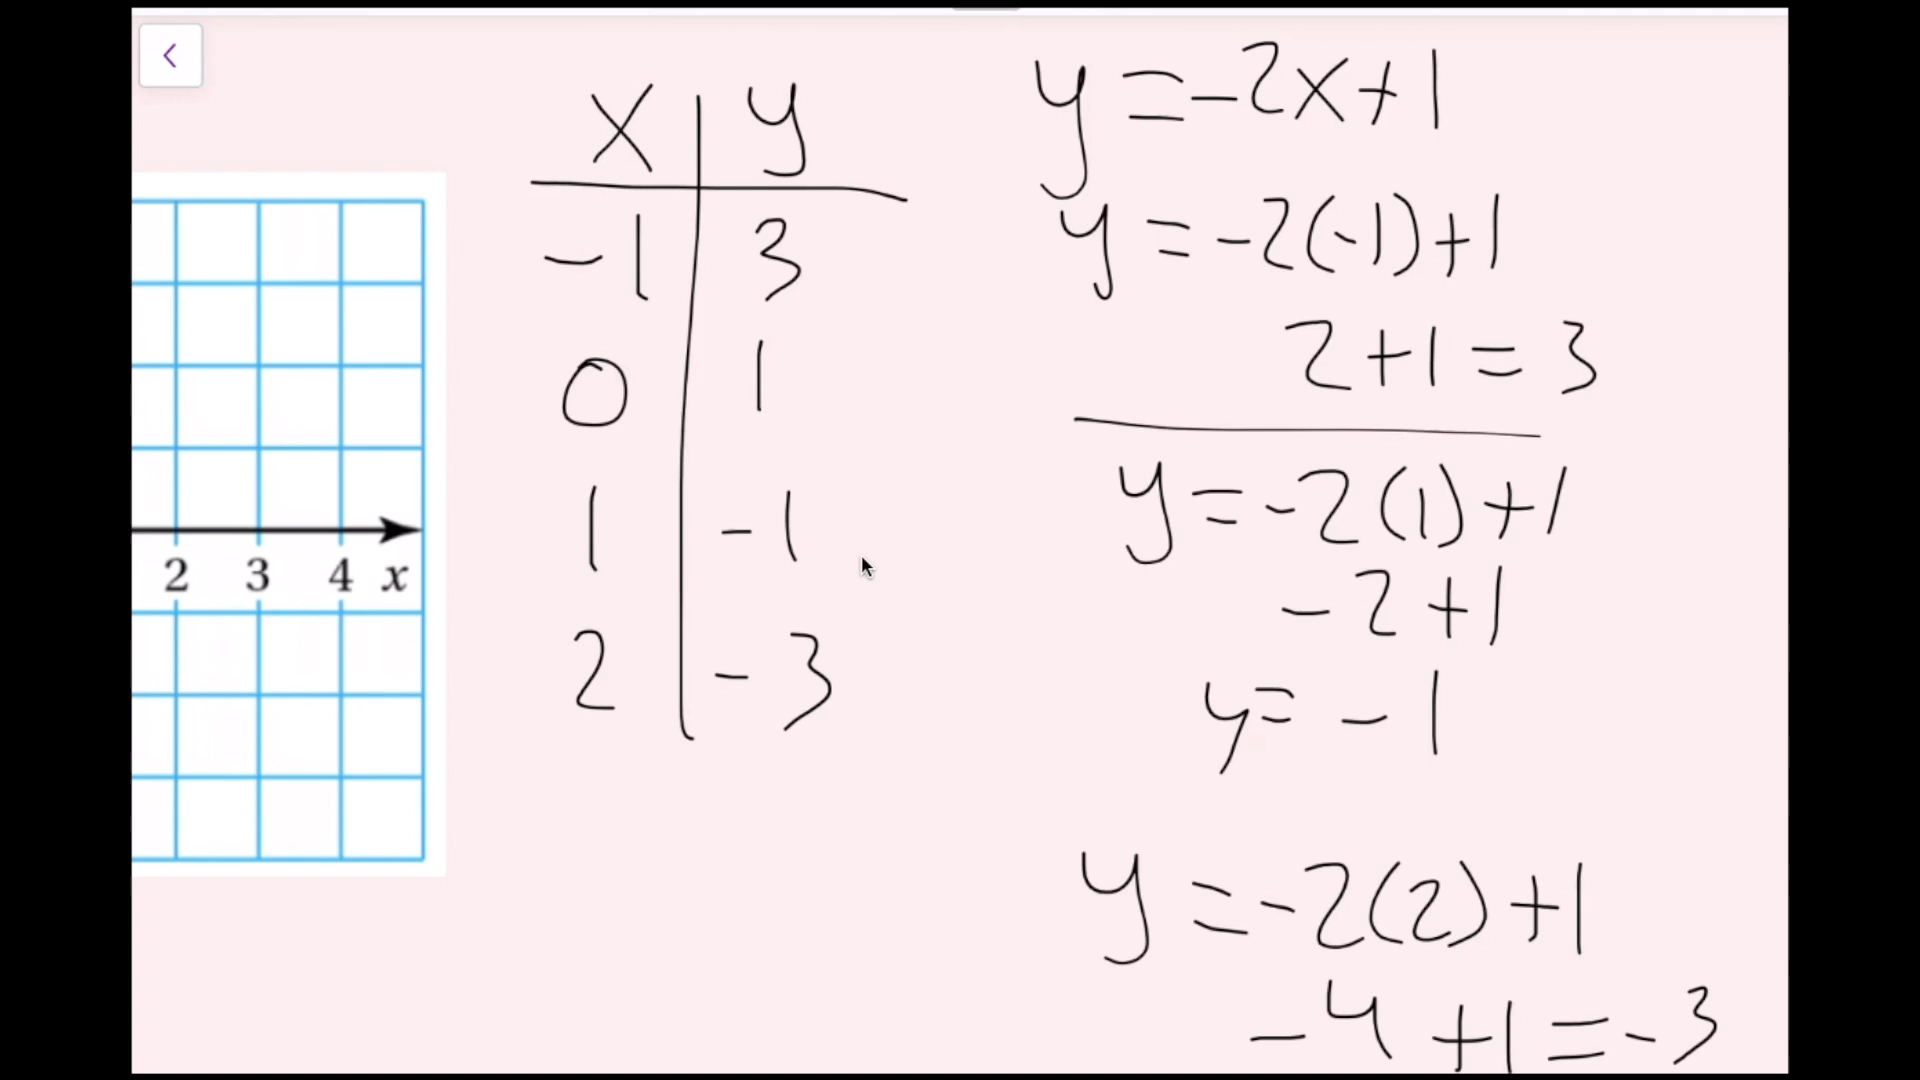 x y
-1 3
0 1
1 -1
2 -3
y = -2x+1
y = -2(-1)+1
2+1 = 3
y = -2(1)+1
-2+1
y = -1
y = -2(2)+1
-4+1 = -3
2 3 4 x